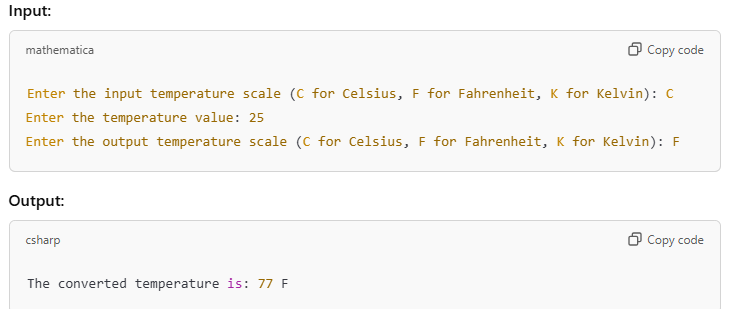 Input:
mathematica
Copy code
Enter the input temperature scale (C for Celsius, F for Fahrenheit, K for Kelvin): C
Enter the temperature value: 25
Enter the output temperature scale (C for Celsius, F for Fahrenheit, K for Kelvin): F
Output:
csharp
Copy code
The converted temperature is: 77 F